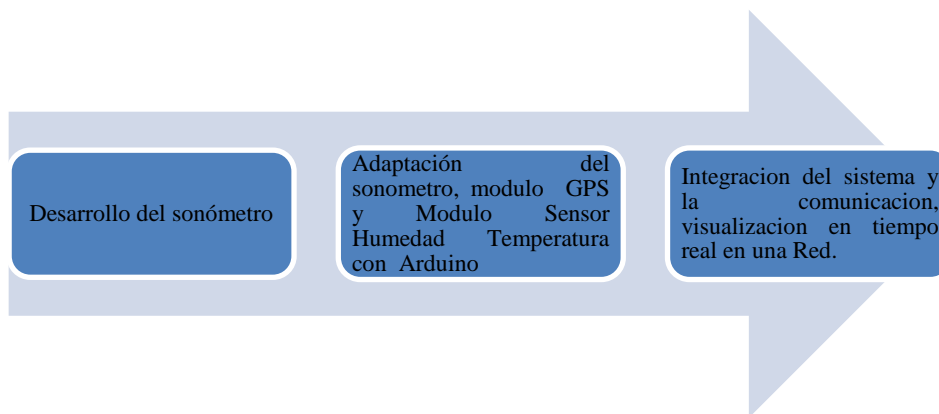 Desarrollo del sonómetro
Adaptación del
sonometro, modulo GPS
y Modulo Sensor
Humedad Temperatura
con Arduino
Integracion del sistema y
la comunicacion,
visualizacion en tiempo
real en una Red.